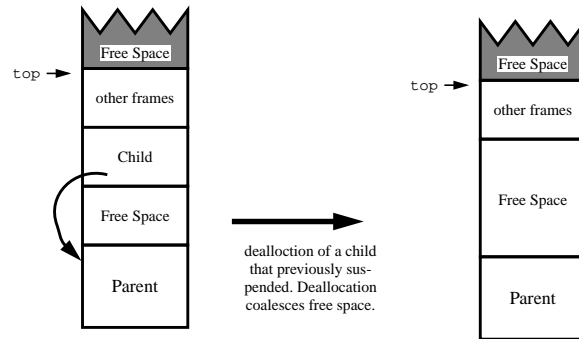 Free Space
top
other frames
Child
Free Space
Parent
dealloction of a child
that previously sus-
pended. Deallocation
coalesces free space.
Free Space
top
other frames
Free Space
Parent